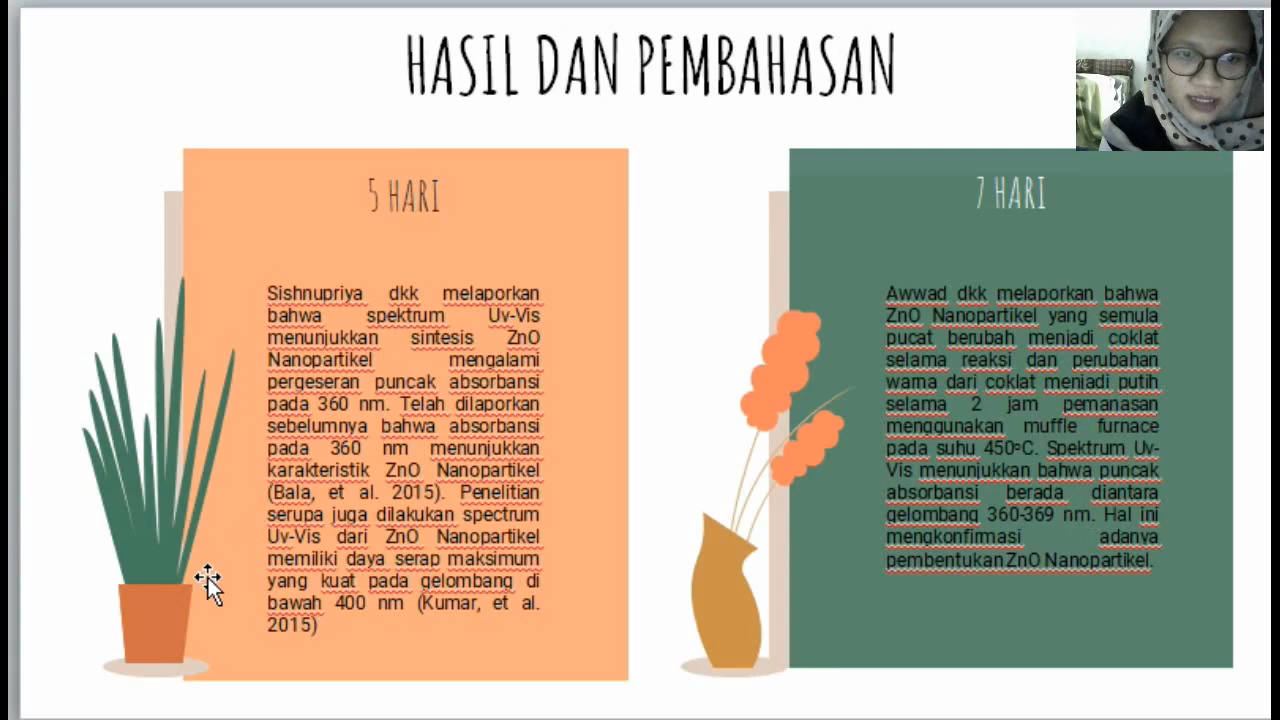 HASIL DAN PEMBAHASAN
5 HARI
Sishnupriya dkk melaporkan
bahwa spektrum Uv-Vis
menunjukkan sintesis ZnO
Nanopartikel mengalami
pergeseran puncak absorbansi
pada 360 nm. Telah dilaporkan
sebelumnya bahwa absorbansi
pada 360 nm menunjukkan
karakteristik ZnO Nanopartikel
(Bala, et al. 2015). Penelitian
serupa juga dilakukan spectrum
Uv-Vis dari ZnO Nanopartikel
memiliki daya serap maksimum
yang kuat pada gelombang di
bawah 400 nm (Kumar, et al.
2015)
7 HARI
Awwad dkk melaporkan bahwa
ZnO Nanopartikel yang semula
pucat berubah menjadi coklat
selama reaksi dan perubahan
warna dari coklat menjadi putih
selama 2 jam pemanasan
menggunakan muffle furnace
pada suhu 450°C. Spektrum Uv-
Vis menunjukkan bahwa puncak
absorbansi berada diantara
gelombang 360-369 nm. Hal ini
mengkonfirmasi adanya
pembentukan ZnO Nanopartikel.